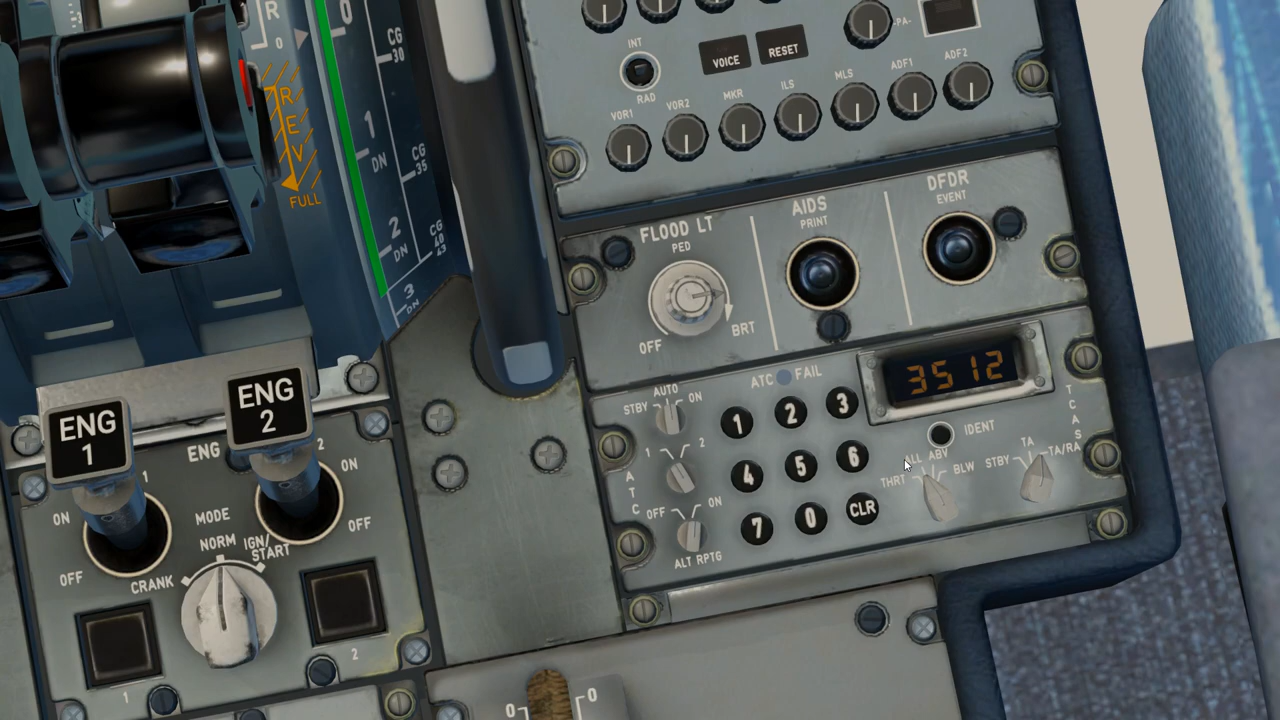 R
0
R
E
V
FULL
0
1
DN
2
DN
3
DN
CG
30
CG
35
CG
40
43
INT
RAD
VOICE
RESET
PA
VOR1
VOR2
MKR
ILS
MLS
ADF1
ADF2
FLOOD LT
PED
OFF
BRT
AIDS
PRINT
DFDR
EVENT
ATC FAIL
3512
STBY AUTO ON
1 2
ATC
OFF ON
ALT RPTG
1 2 3
4 5 6
7 0 CLR
IDENT
THRT ALL ABV BLW
STBY TA TA/RA
TCAS
ENG
1
ENG
2
ENG
1
2
ON
OFF
ON
OFF
MODE
NORM
IGN/
START
CRANK
1
2
0
0